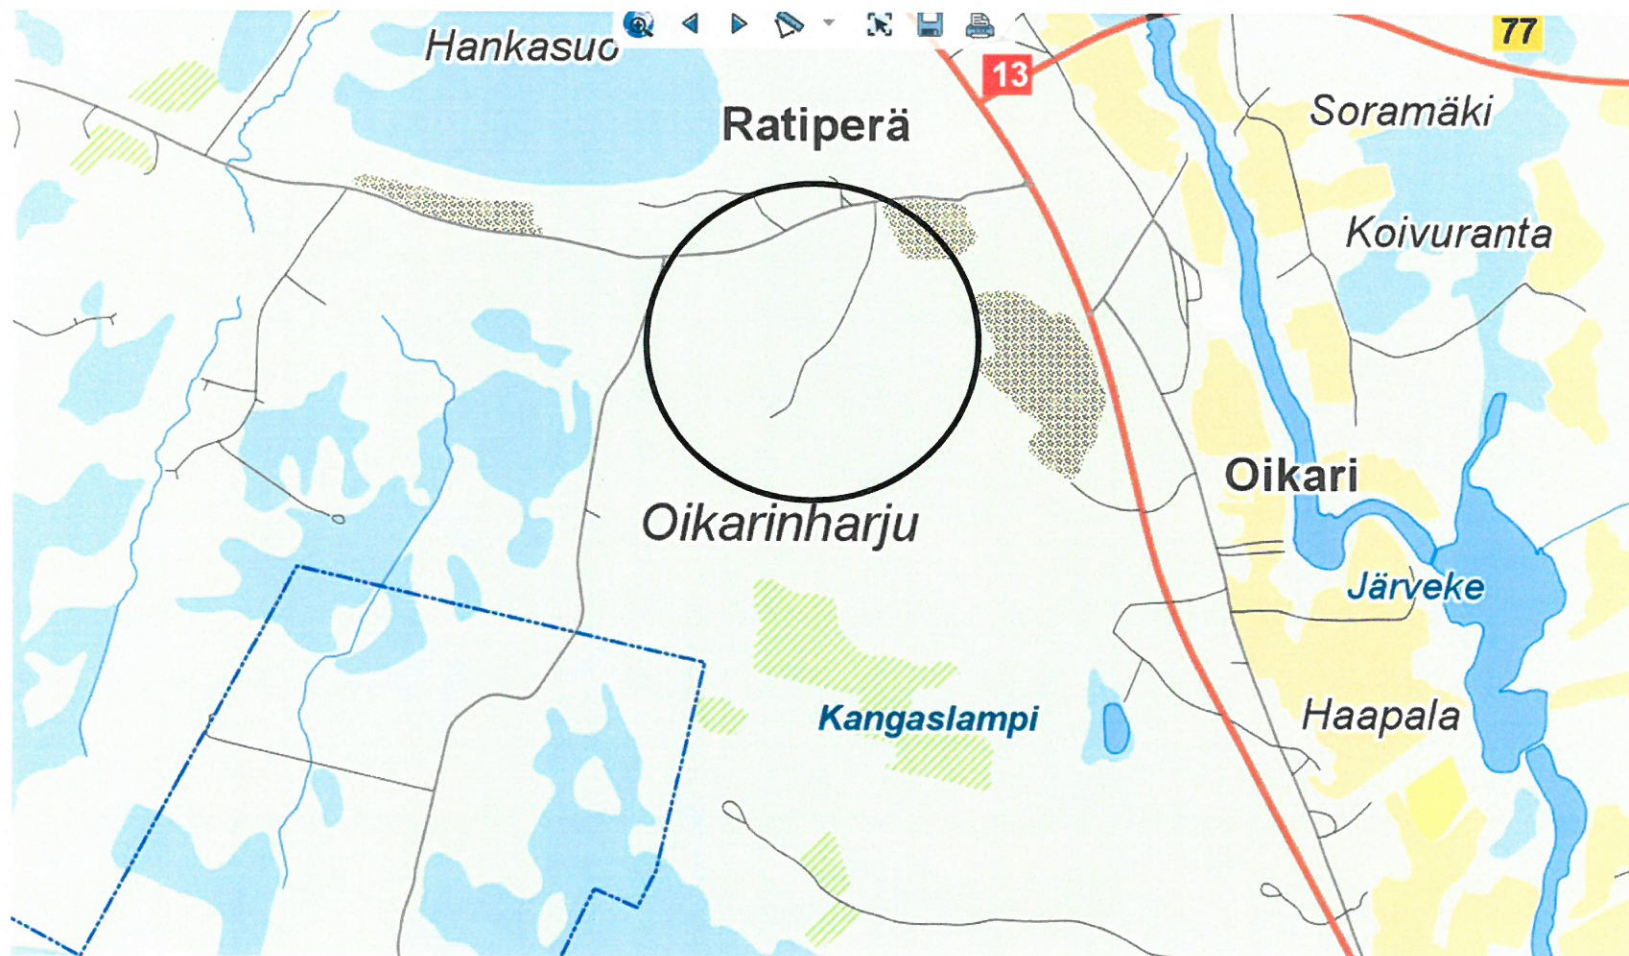 Hankasuo
77
13
Soramäki
Ratiperä
Koivuranta
Oikari
Oikarinharju
Järveke
Kangaslampi
Haapala